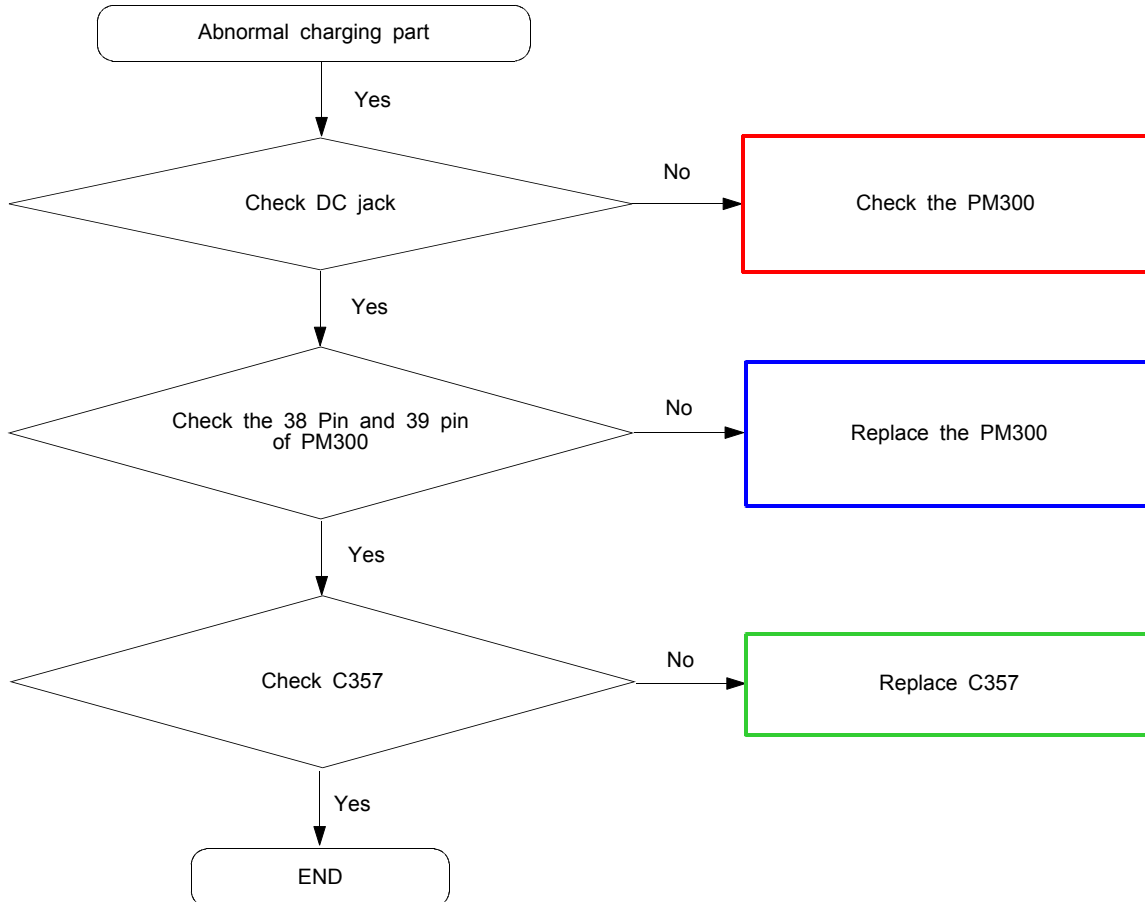 Abnormal charging part
Yes
Check DC jack
No
Check the PM300
Yes
Check the 38 Pin and 39 pin
of PM300
No
Replace the PM300
Yes
Check C357
No
Replace C357
Yes
END